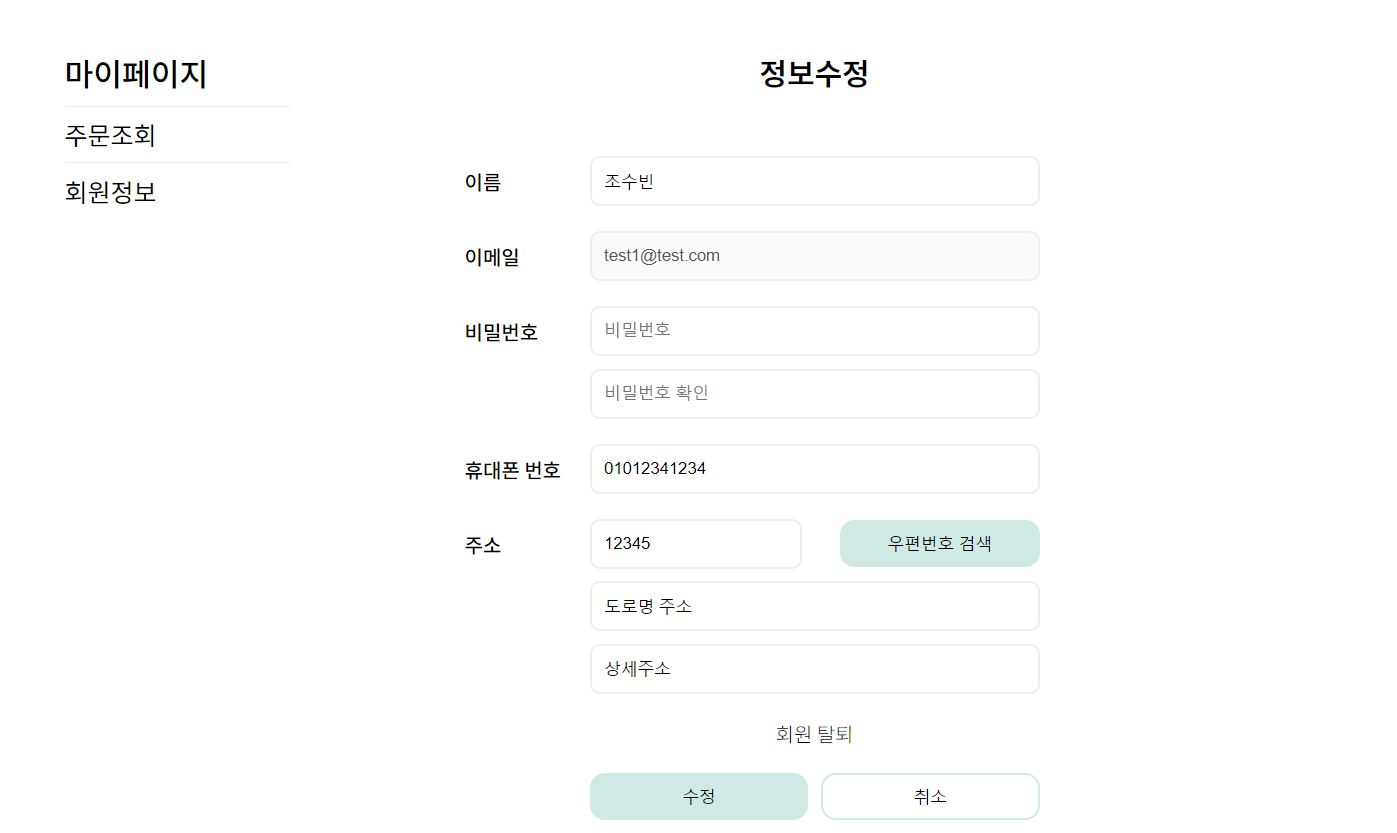 마이페이지
주문조회
회원정보
정보수정
이름 조수빈
이메일 test1@test.com
비밀번호 비밀번호
비밀번호 확인
휴대폰 번호 01012341234
주소 12345 우편번호 검색
도로명 주소
상세주소
회원 탈퇴
수정 취소